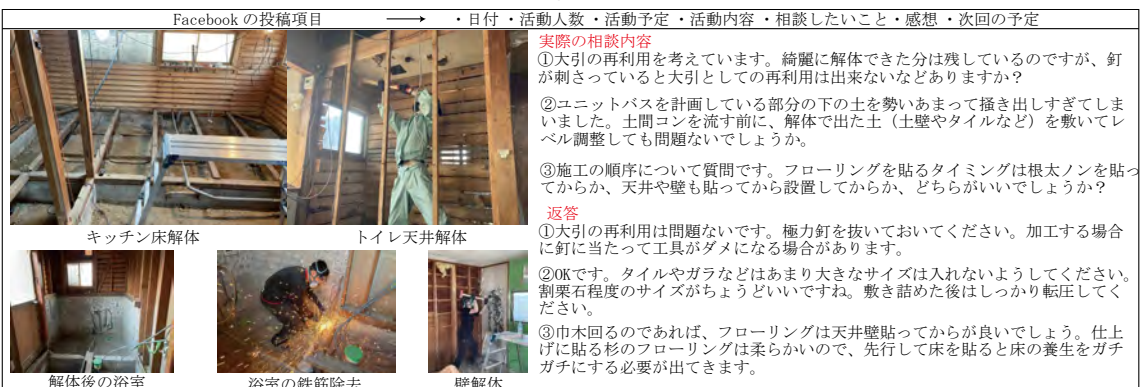 Facebook の投稿項目 → ・日付 ・活動人数 ・活動予定 ・活動内容 ・相談したいこと ・感想 ・次回の予定
キッチン床解体
トイレ天井解体
解体後の浴室
浴室の鉄筋除去
壁解体
実際の相談内容
①大引の再利用を考えています。綺麗に解体できた分は残しているのですが、釘
が刺さっていると大引としての再利用は出来ないなどありますか？
②ユニットバスを計画している部分の下の土を勢いあまって掻き出しすぎてしま
いました。土間コンを流す前に、解体で出た土（土壁やタイルなど）を敷いてレ
ベル調整しても問題ないでしょうか。
③施工の順序について質問です。フローリングを貼るタイミングは根太ノンを貼っ
てからか、天井や壁も貼ってから設置してからか、どちらがいいでしょうか？
返答
①大引の再利用は問題ないです。極力釘を抜いておいてください。加工する場合
に釘に当たって工具がダメになる場合があります。
②OKです。タイルやガラなどはあまり大きなサイズは入れないようしてください。
割栗石程度のサイズがちょうどいいですね。敷き詰めた後はしっかり転圧してく
ださい。
③巾木回るのであれば、フローリングは天井壁貼ってからが良いでしょう。仕上
げに貼る杉のフローリングは柔らかいので、先行して床を貼ると床の養生をガチ
ガチにする必要が出てきます。